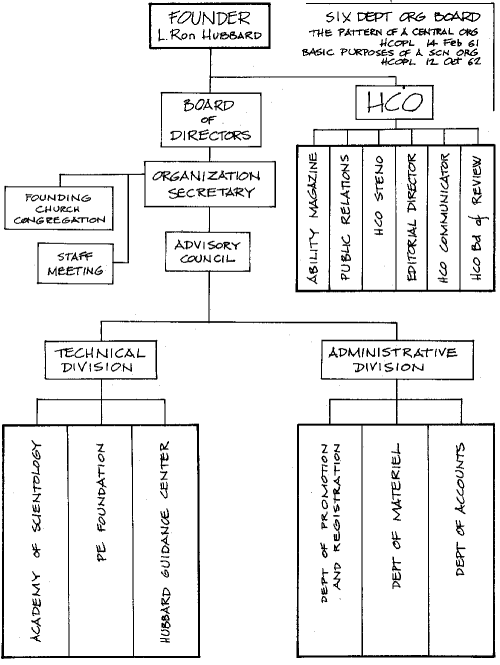 FOUNDER
L. RON HUBBARD
SIX DEPT ORG BOARD
THE PATTERN OF A CENTRAL ORG
HCOPL 14 Feb 61
BASIC PURPOSES OF A SCN ORG
HCOPL 12 Oct 62
BOARD
OF
DIRECTORS
HCO
ORGANIZATION
SECRETARY
FOUNDING
CHURCH
CONGREGATION
STAFF
MEETING
ADVISORY
COUNCIL
ABILITY MAGAZINE
PUBLIC RELATIONS
HCO STENO
EDITORIAL DIRECTOR
HCO COMMUNICATOR
HCO Bd of REVIEW
TECHNICAL
DIVISION
ADMINISTRATIVE
DIVISION
ACADEMY OF SCIENTOLOGY
PE FOUNDATION
HUBBARD GUIDANCE CENTER
DEPT OF PROMOTION
AND REGISTRATION
DEPT OF MATERIEL
DEPT OF ACCOUNTS